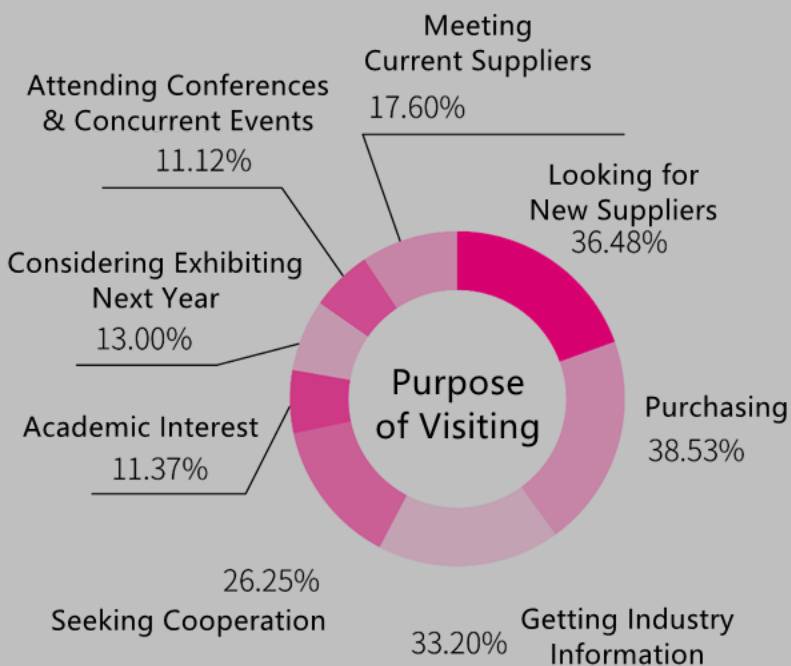 Meeting
Current Suppliers
17.60%
Attending Conferences
& Concurrent Events
11.12%
Looking for
New Suppliers
36.48%
Considering Exhibiting
Next Year
13.00%
Purpose
of Visiting
Purchasing
38.53%
Academic Interest
11.37%
26.25%
Seeking Cooperation
33.20%
Getting Industry
Information